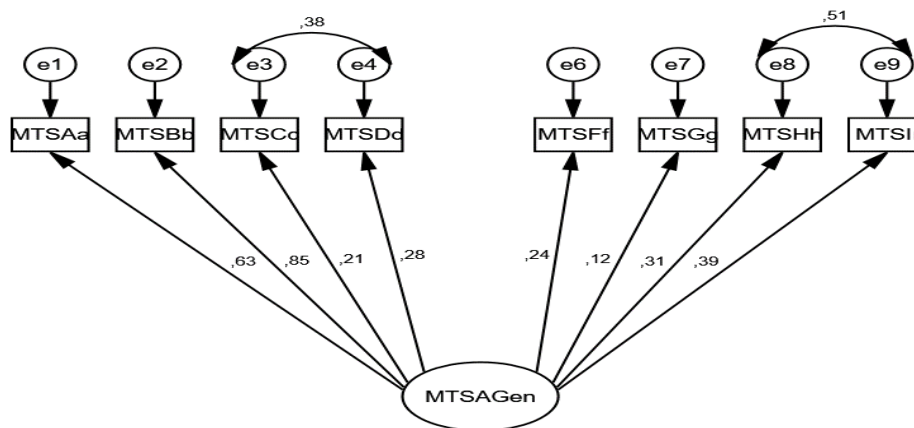 ,38
,51
e1 e2 e3 e4 e6 e7 e8 e9
MTSAa MTSBb MTSCc MTSDd MTSFf MTSGg MTSHh
,63 ,85 ,21 ,28 ,24 ,12 ,31 ,39
MTSAGen